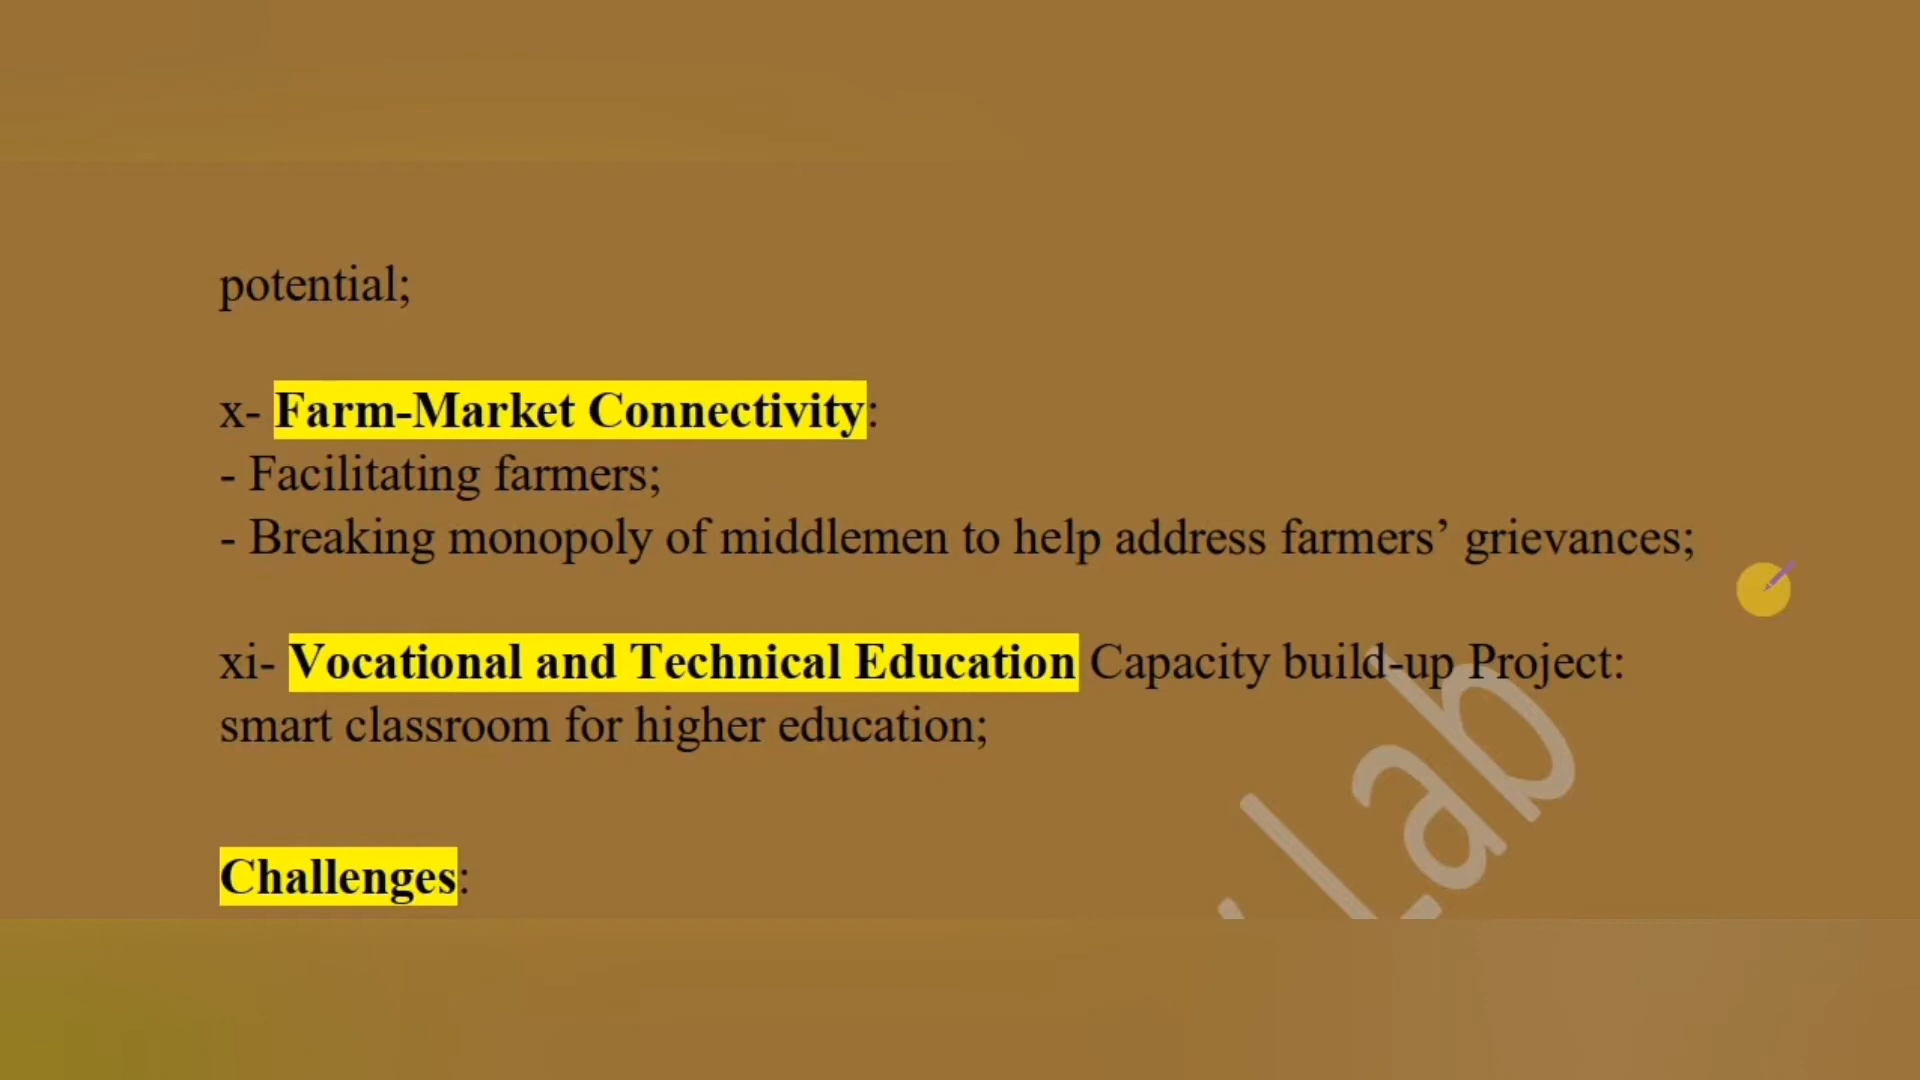 potential;
x- Farm-Market Connectivity:
- Facilitating farmers;
- Breaking monopoly of middlemen to help address farmers’ grievances;
xi- Vocational and Technical Education Capacity build-up Project:
smart classroom for higher education;
Lab
Challenges: